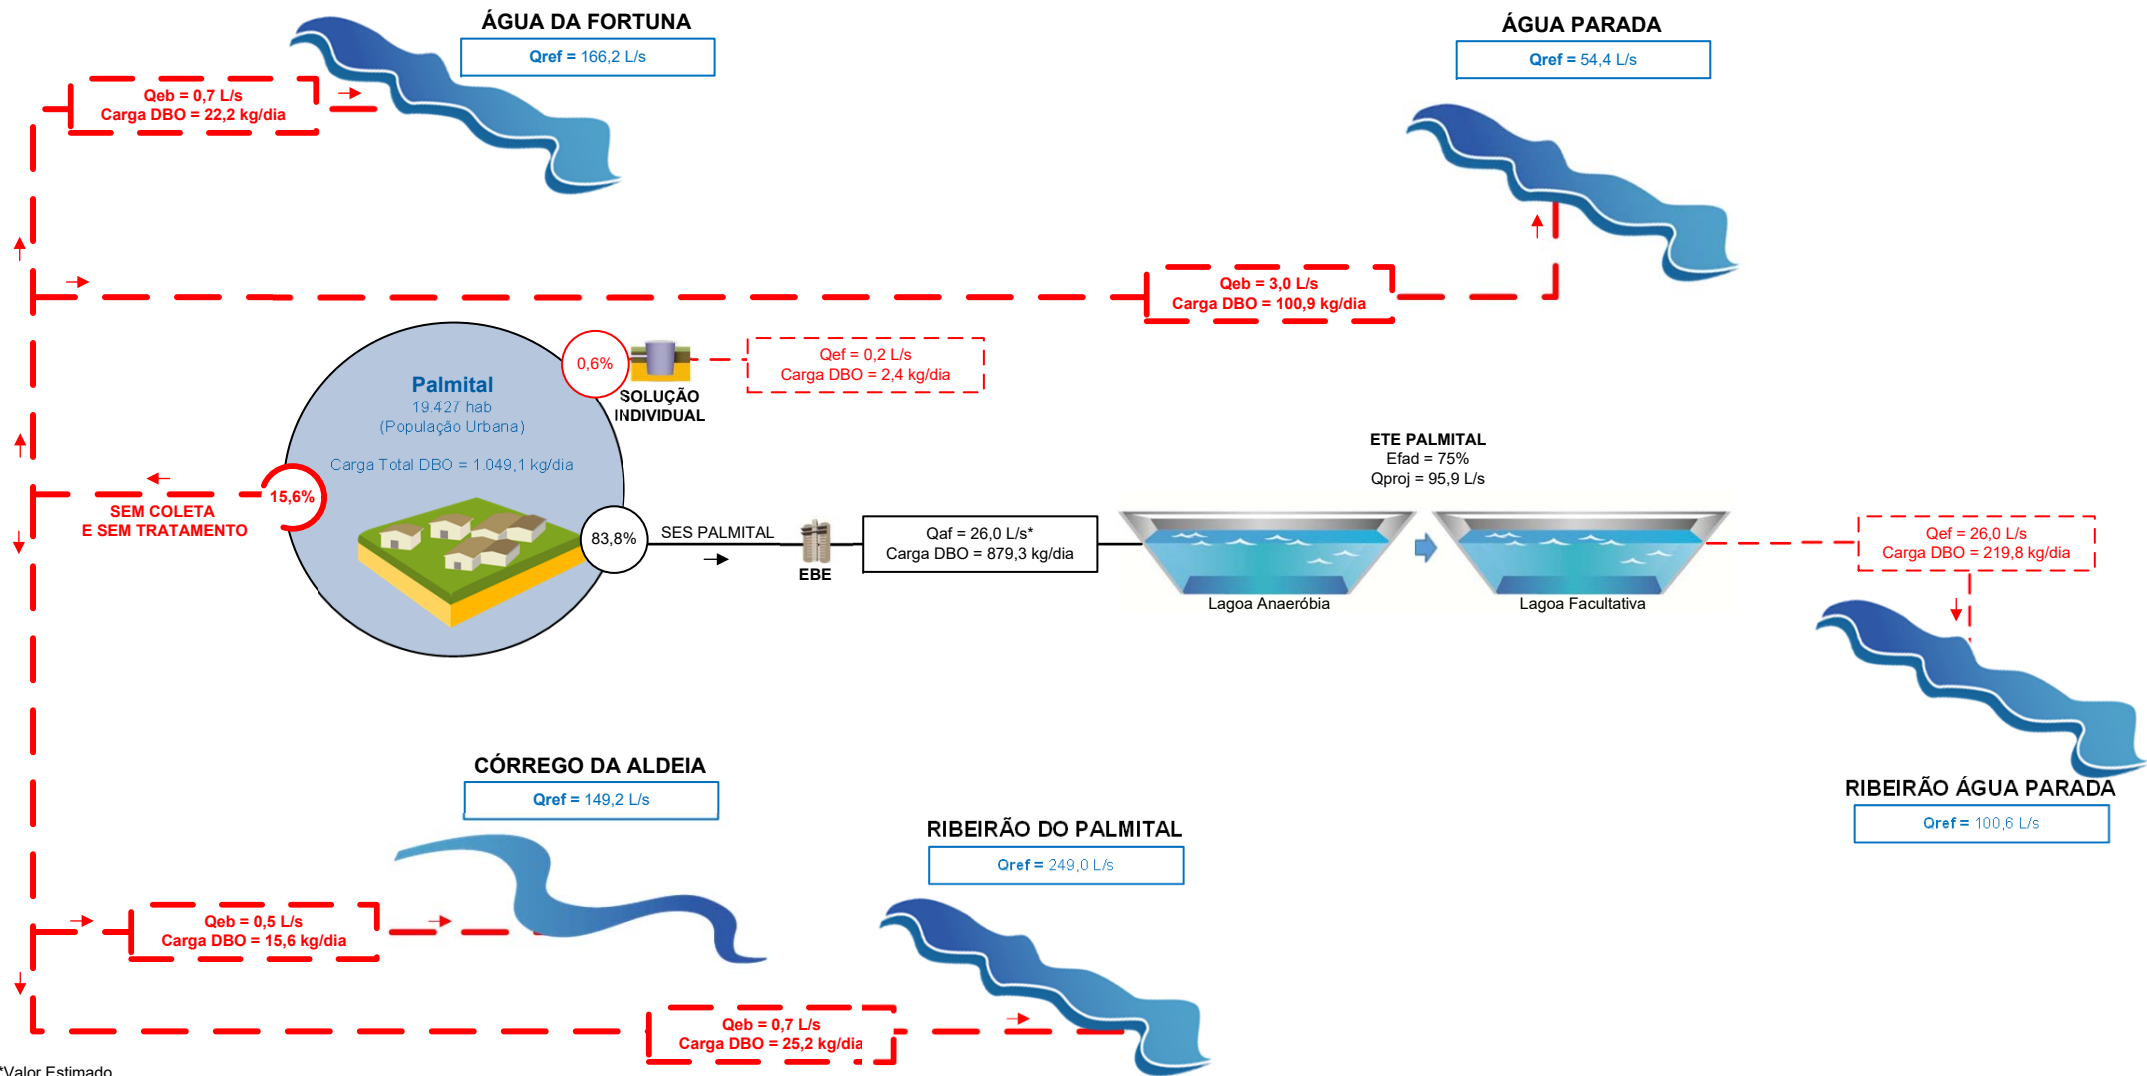 ÁGUA DA FORTUNA
Qref = 166,2 L/s
ÁGUA PARADA
Qref = 54,4 L/s
Qeb = 0,7 L/s
Carga DBO = 22,2 kg/dia
Qeb = 3,0 L/s
Carga DBO = 100,9 kg/dia
0,6%
SOLUÇÃO
INDIVIDUAL
Qef = 0,2 L/s
Carga DBO = 2,4 kg/dia
Palmital
19.427 hab
(População Urbana)
Carga Total DBO = 1.049,1 kg/dia
15,6%
SEM COLETA
E SEM TRATAMENTO
83,8%
SES PALMITAL
EBE
Qaf = 26,0 L/s*
Carga DBO = 879,3 kg/dia
ETE PALMITAL
Efad = 75%
Qproj = 95,9 L/s
Lagoa Anaeróbia
Lagoa Facultativa
Qef = 26,0 L/s
Carga DBO = 219,8 kg/dia
RIBEIRÃO ÁGUA PARADA
Qref = 100,6 L/s
CÓRREGO DA ALDEIA
Qref = 149,2 L/s
RIBEIRÃO DO PALMITAL
Qref = 249,0 L/s
Qeb = 0,5 L/s
Carga DBO = 15,6 kg/dia
Qeb = 0,7 L/s
Carga DBO = 25,2 kg/dia
*Valor Estimado